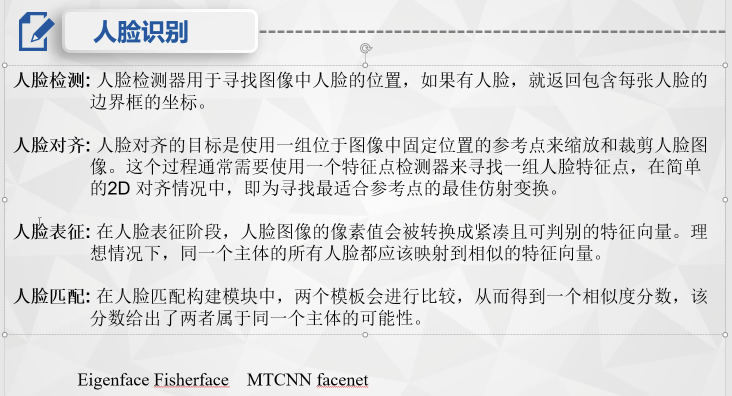 人脸识别
人脸检测: 人脸检测器用于寻找图像中人脸的位置，如果有人脸，就返回包含每张人脸的
边界框的坐标。
人脸对齐: 人脸对齐的目标是使用一组位于图像中固定位置的参考点来缩放和裁剪人脸图
像。这个过程通常需要使用一个特征点检测器来寻找一组人脸特征点，在简单
的2D 对齐情况中，即为寻找最适合参考点的最佳仿射变换。
人脸表征: 在人脸表征阶段，人脸图像的像素值会被转换成紧凑且可判别的特征向量。理
想情况下，同一个主体的所有人脸都应该映射到相似的特征向量。
人脸匹配: 在人脸匹配构建模块中，两个模板会进行比较，从而得到一个相似度分数，该
分数给出了两者属于同一个主体的可能性。
Eigenface Fisherface MTCNN facenet